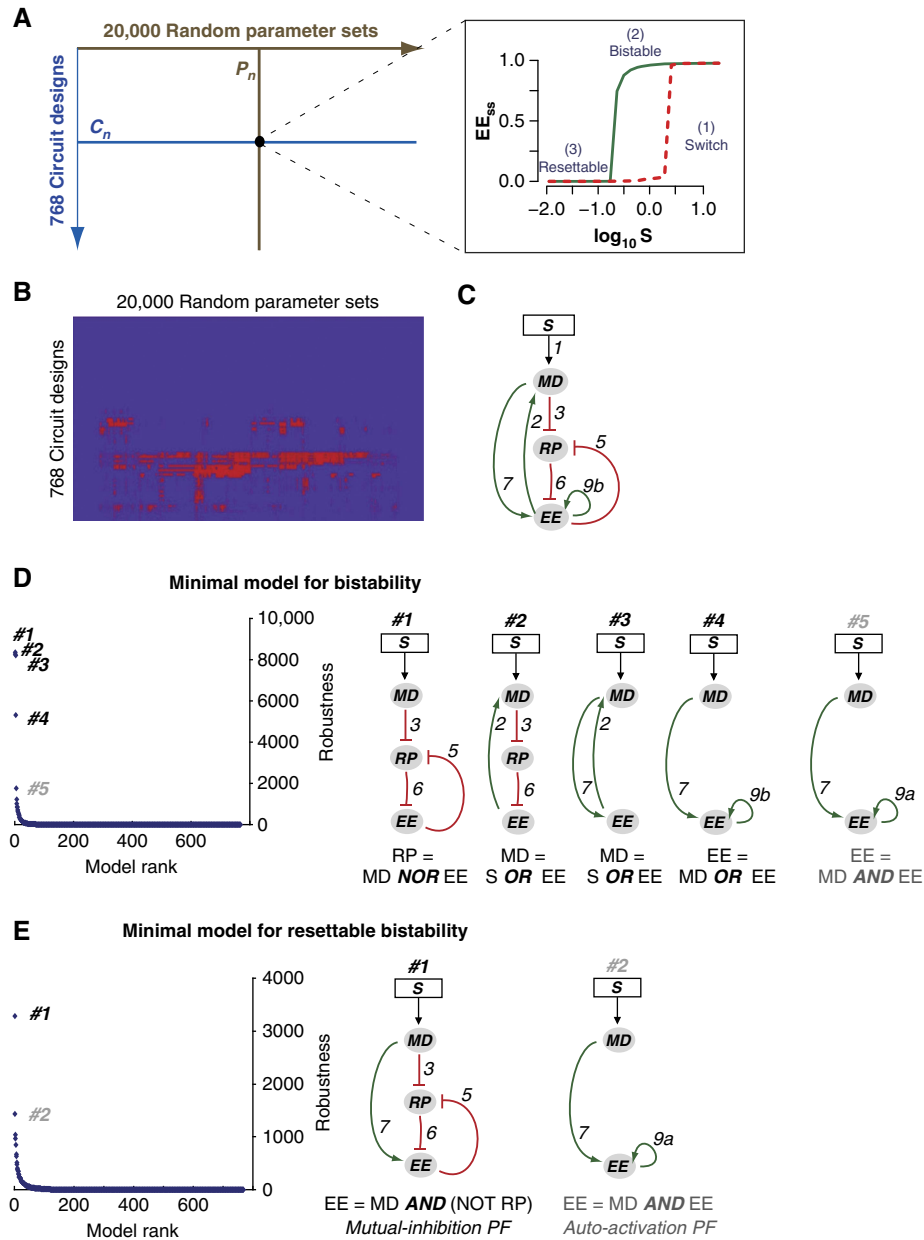 A
20,000 Random parameter sets
768 Circuit designs
Pn
Cn
EEss
1.0
0.5
0.0
(2)
Bistable
(1)
Switch
(3)
Resettable
-2.0 -1.0 0.0 1.0
log10 S
B
20,000 Random parameter sets
768 Circuit designs
C
S
1
MD
2 3
RP
5
7
6
9b
EE
D
Minimal model for bistability
10,000
8000
6000
4000
2000
0
Robustness
#1
#2
#3
#4
#5
0 200 400 600
Model rank
#1
S
MD
3
RP
5
6
EE
RP =
MD NOR EE
#2
S
MD
2 3
RP
6
EE
MD =
S OR EE
#3
S
MD
2
7
EE
MD =
S OR EE
#4
S
MD
7
9b
EE
EE =
MD OR EE
#5
S
MD
7
9a
EE
EE =
MD AND EE
E
Minimal model for resettable bistability
4000
3000
2000
1000
0
Robustness
#1
#2
0 200 400 600
Model rank
#1
S
MD
3
RP
5
7
6
EE
EE = MD AND (NOT RP)
Mutual-inhibition PF
#2
S
MD
7
9a
EE
EE = MD AND EE
Auto-activation PF